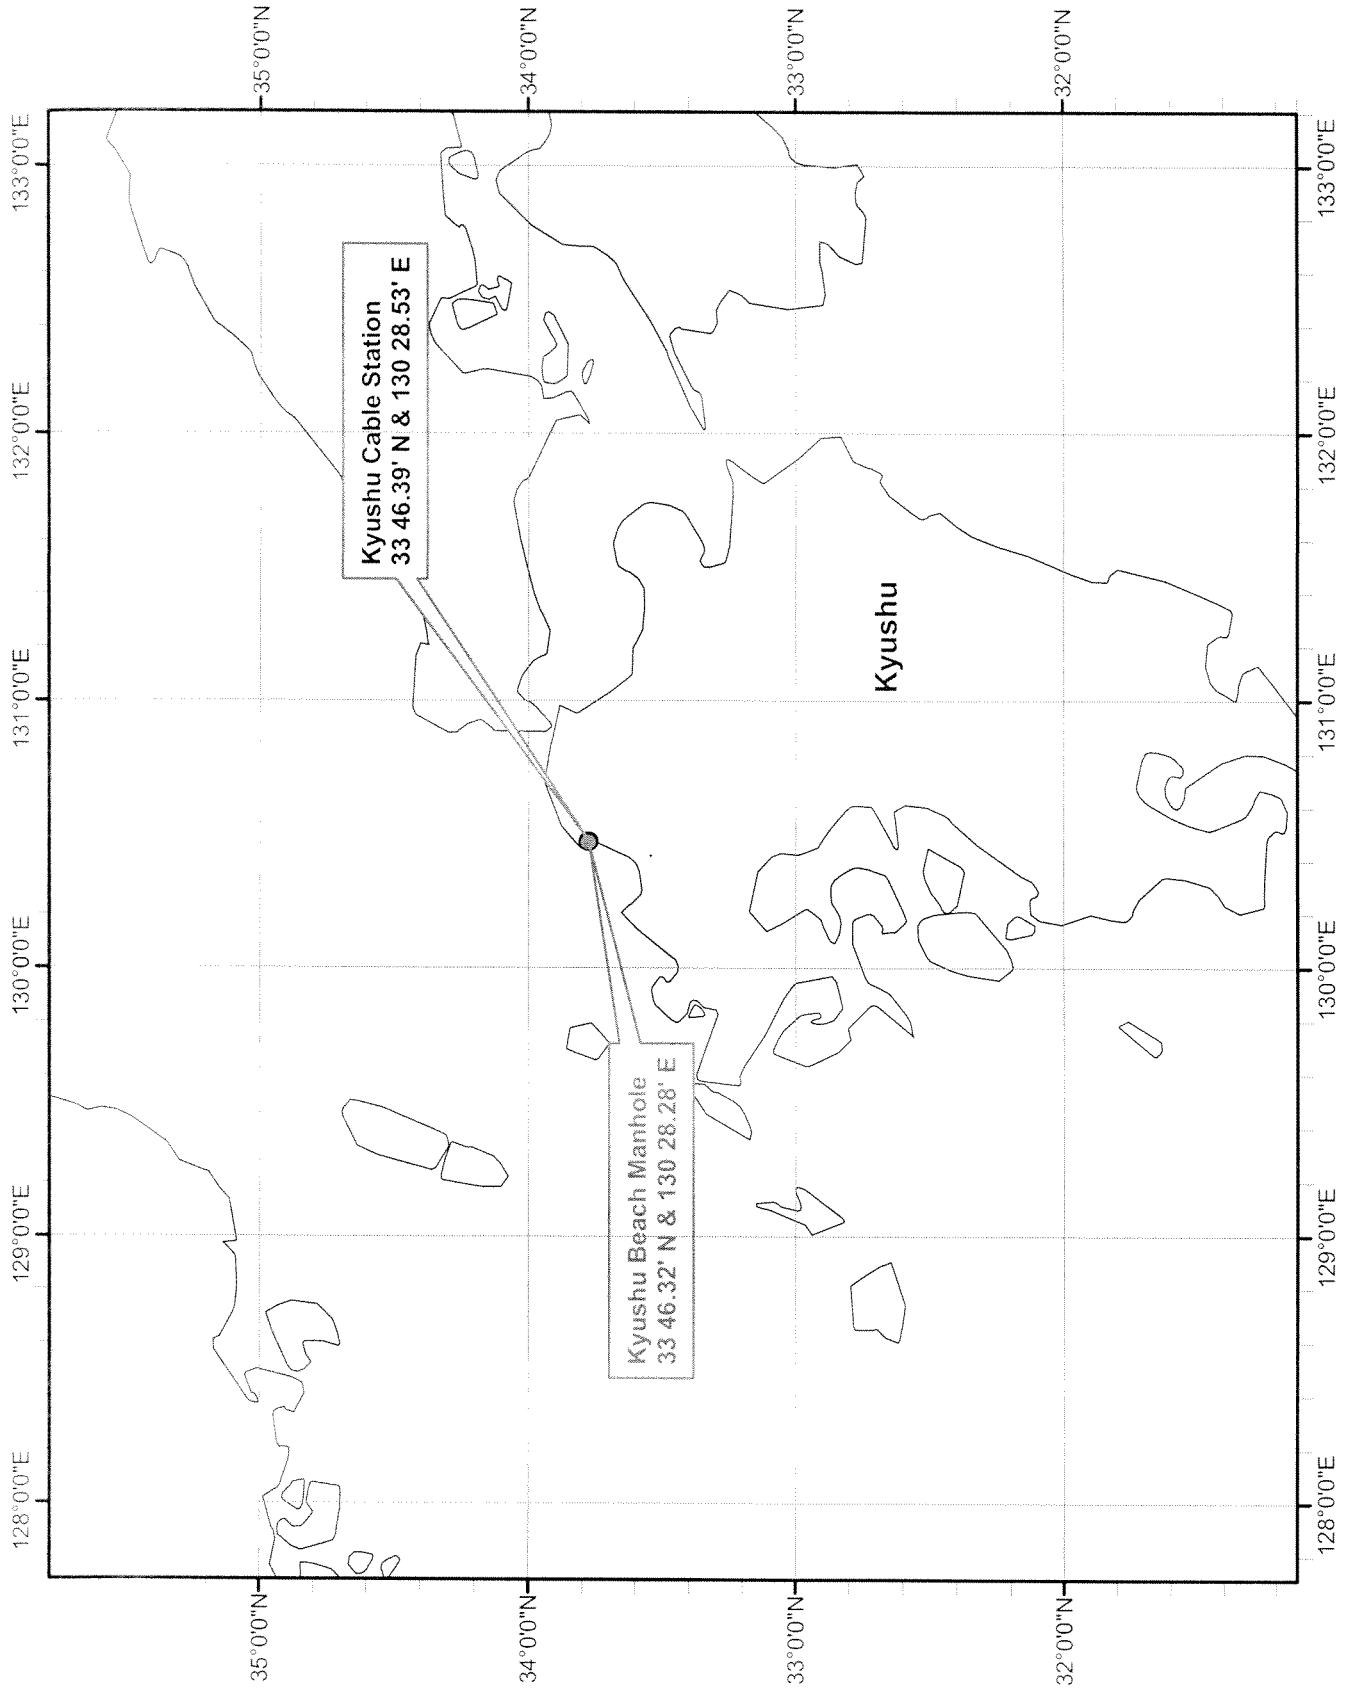 128°0'0"E
129°0'0"E
130°0'0"E
131°0'0"E
132°0'0"E
133°0'0"E
35°0'0"N
35°0'0"N
34°0'0"N
34°0'0"N
33°0'0"N
33°0'0"N
32°0'0"N
32°0'0"N
Kyushu Cable Station
33 46.39' N & 130 28.53' E
Kyushu Beach Manhole
33 46.32' N & 130 28.28' E
Kyushu
128°0'0"E
129°0'0"E
130°0'0"E
131°0'0"E
132°0'0"E
133°0'0"E